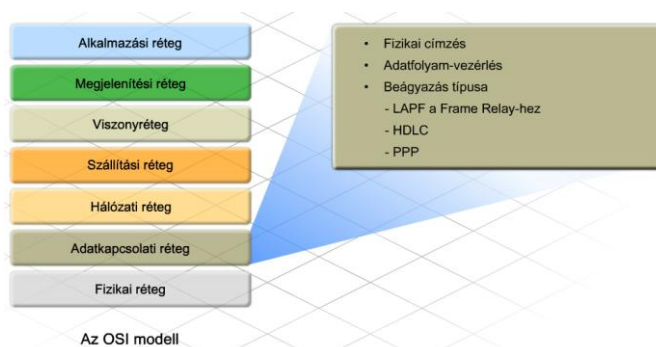 Alkalmazási réteg
Megjelenítési réteg
Viszonyréteg
Szállítási réteg
Hálózati réteg
Adatkapcsolati réteg
Fizikai réteg
Az OSI modell
• Fizikai címzés
• Adatfolyam-vezérlés
• Beágyazás típusa
- LAPF a Frame Relay-hez
- HDLC
- PPP